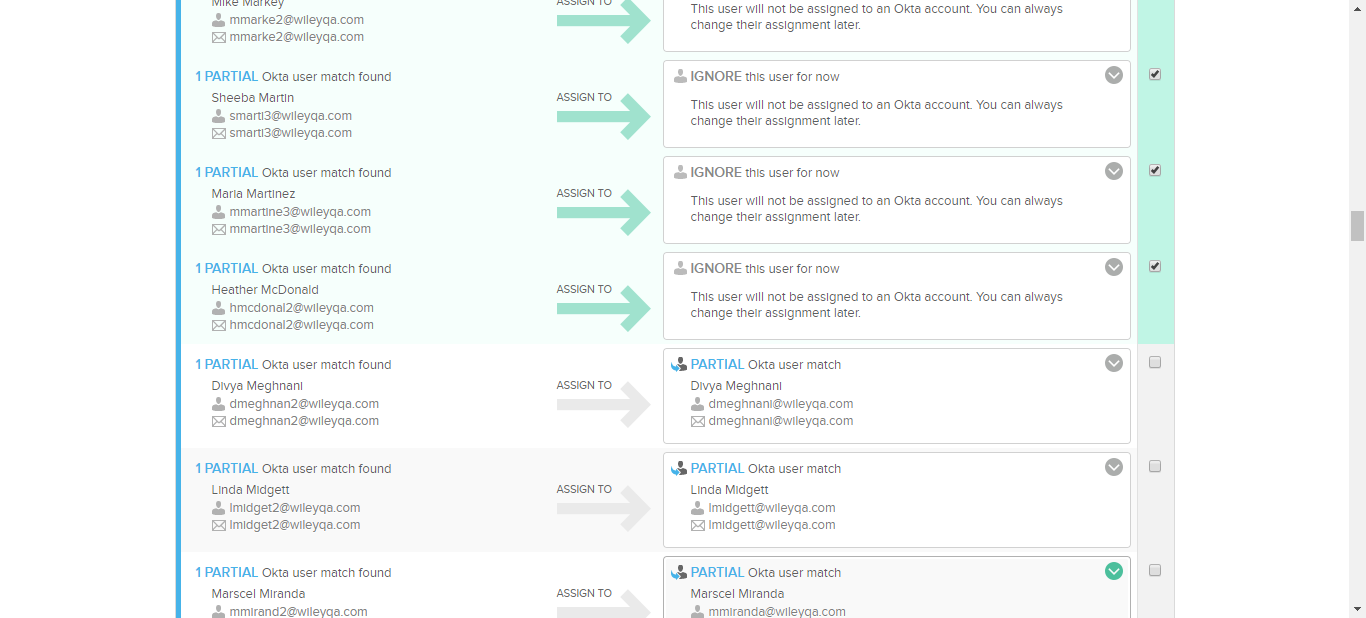 Mike Markey
mmarke2@wileyqa.com
mmarke2@wileyqa.com
ASSIGN TO
This user will not be assigned to an Okta account. You can always
change their assignment later.
1 PARTIAL Okta user match found
Sheeba Martin
smarti3@wileyqa.com
smarti3@wileyqa.com
ASSIGN TO
IGNORE this user for now
This user will not be assigned to an Okta account. You can always
change their assignment later.
1 PARTIAL Okta user match found
Maria Martinez
mmartine3@wileyqa.com
mmartine3@wileyqa.com
ASSIGN TO
IGNORE this user for now
This user will not be assigned to an Okta account. You can always
change their assignment later.
1 PARTIAL Okta user match found
Heather McDonald
hmcdonal2@wileyqa.com
hmcdonal2@wileyqa.com
ASSIGN TO
IGNORE this user for now
This user will not be assigned to an Okta account. You can always
change their assignment later.
1 PARTIAL Okta user match found
Divya Meghnani
dmeghnan2@wileyqa.com
dmeghnan2@wileyqa.com
ASSIGN TO
PARTIAL Okta user match
Divya Meghnani
dmeghnani@wileyqa.com
dmeghnani@wileyqa.com
1 PARTIAL Okta user match found
Linda Midgett
lmidget2@wileyqa.com
lmidget2@wileyqa.com
ASSIGN TO
PARTIAL Okta user match
Linda Midgett
lmidgett@wileyqa.com
lmidgett@wileyqa.com
1 PARTIAL Okta user match found
Marscel Miranda
mmirand2@wileyqa.com
ASSIGN TO
PARTIAL Okta user match
Marscel Miranda
mmiranda@wileyqa.com